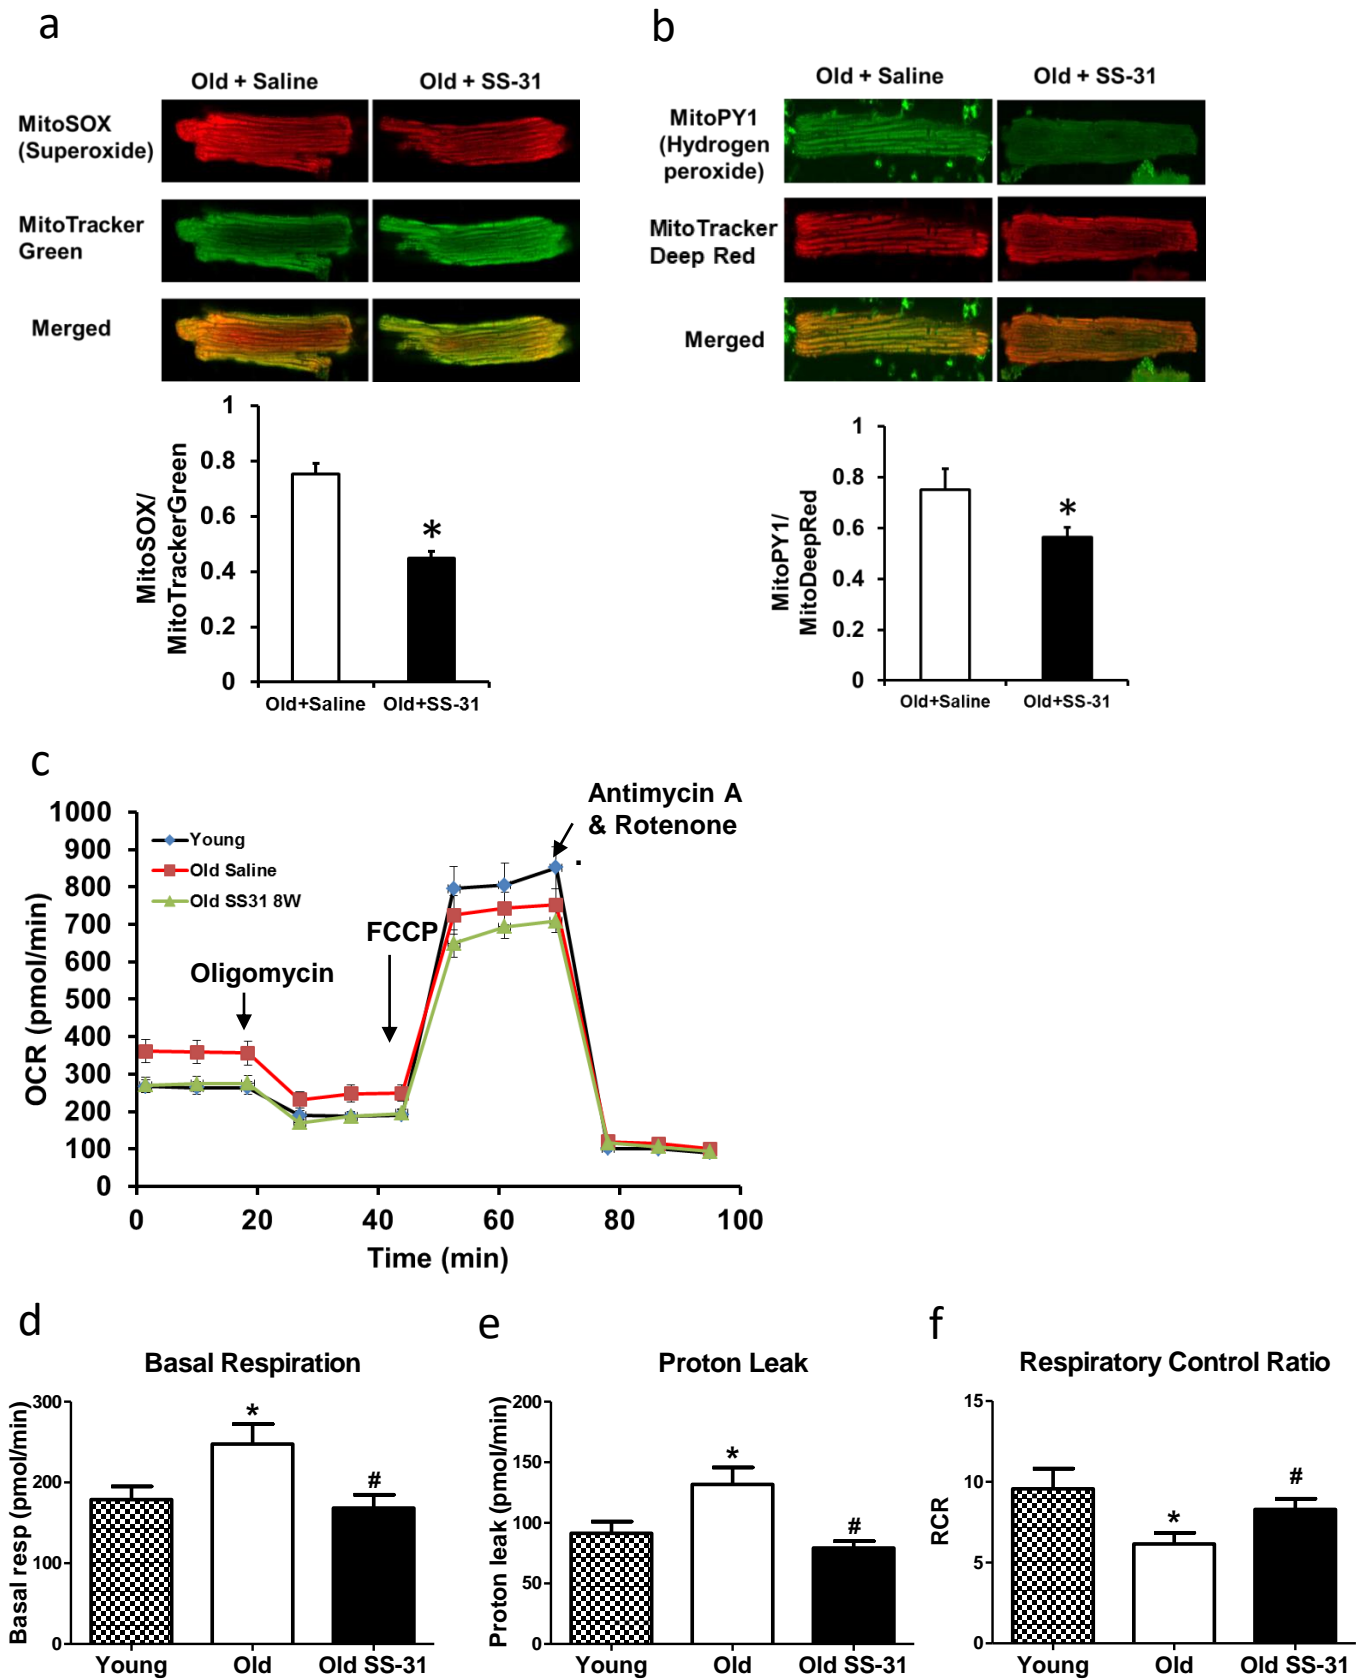 a
Old + Saline
Old + SS-31
MitoSOX
(Superoxide)
MitoTracker
Green
Merged
1
0.8
0.6
0.4
0.2
0
MitoSOX/
MitoTrackerGreen
*
Old+Saline
Old+SS-31
b
Old + Saline
Old + SS-31
MitoPY1
(Hydrogen
peroxide)
MitoTracker
Deep Red
Merged
1
0.8
0.6
0.4
0.2
0
MitoPY1/
MitoDeepRed
*
Old+Saline
Old+SS-31
c
1000
900
800
700
600
500
400
300
200
100
0
OCR (pmol/min)
Young
Old Saline
Old SS31 8W
Oligomycin
FCCP
Antimycin A
& Rotenone
0
20
40
60
80
100
Time (min)
d
Basal Respiration
300
200
100
0
Basal resp (pmol/min)
*
#
Young
Old
Old SS-31
e
Proton Leak
200
150
100
50
0
Proton leak (pmol/min)
*
#
Young
Old
Old SS-31
f
Respiratory Control Ratio
15
10
5
0
RCR
*
#
Young
Old
Old SS-31